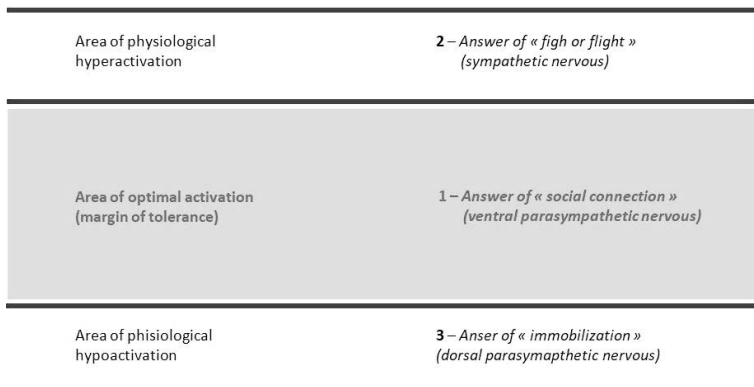 Area of physiological
hyperactivation
2 – Answer of « figh or flight »
(sympathetic nervous)
Area of optimal activation
(margin of tolerance)
1 – Answer of « social connection »
(ventral parasympathetic nervous)
Area of phisiological
hypoactivation
3 – Anser of « immobilization »
(dorsal parasymapthetic nervous)